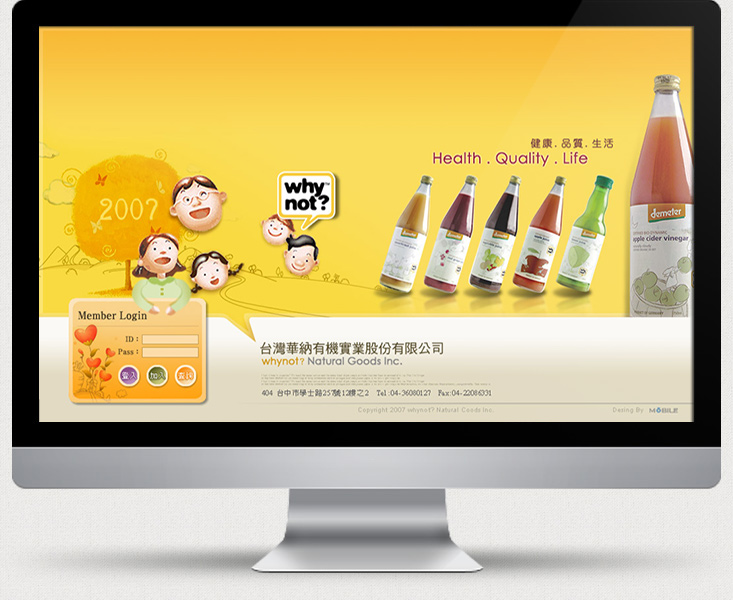 健康 . 品質 . 生活
Health . Quality . Life
2007
why
not?
demeter
apple cider vinegar
Member Login
ID :
Pass :
登入 加入 查詢
台灣華納有機實業股份有限公司
whynot? Natural Goods Inc.
404 台中市學士路257號12樓之2 Tel:04-36080127 Fax:04-22086331
Copyright 2007 whynot? Natural Goods Inc.
Desing By MOBILE